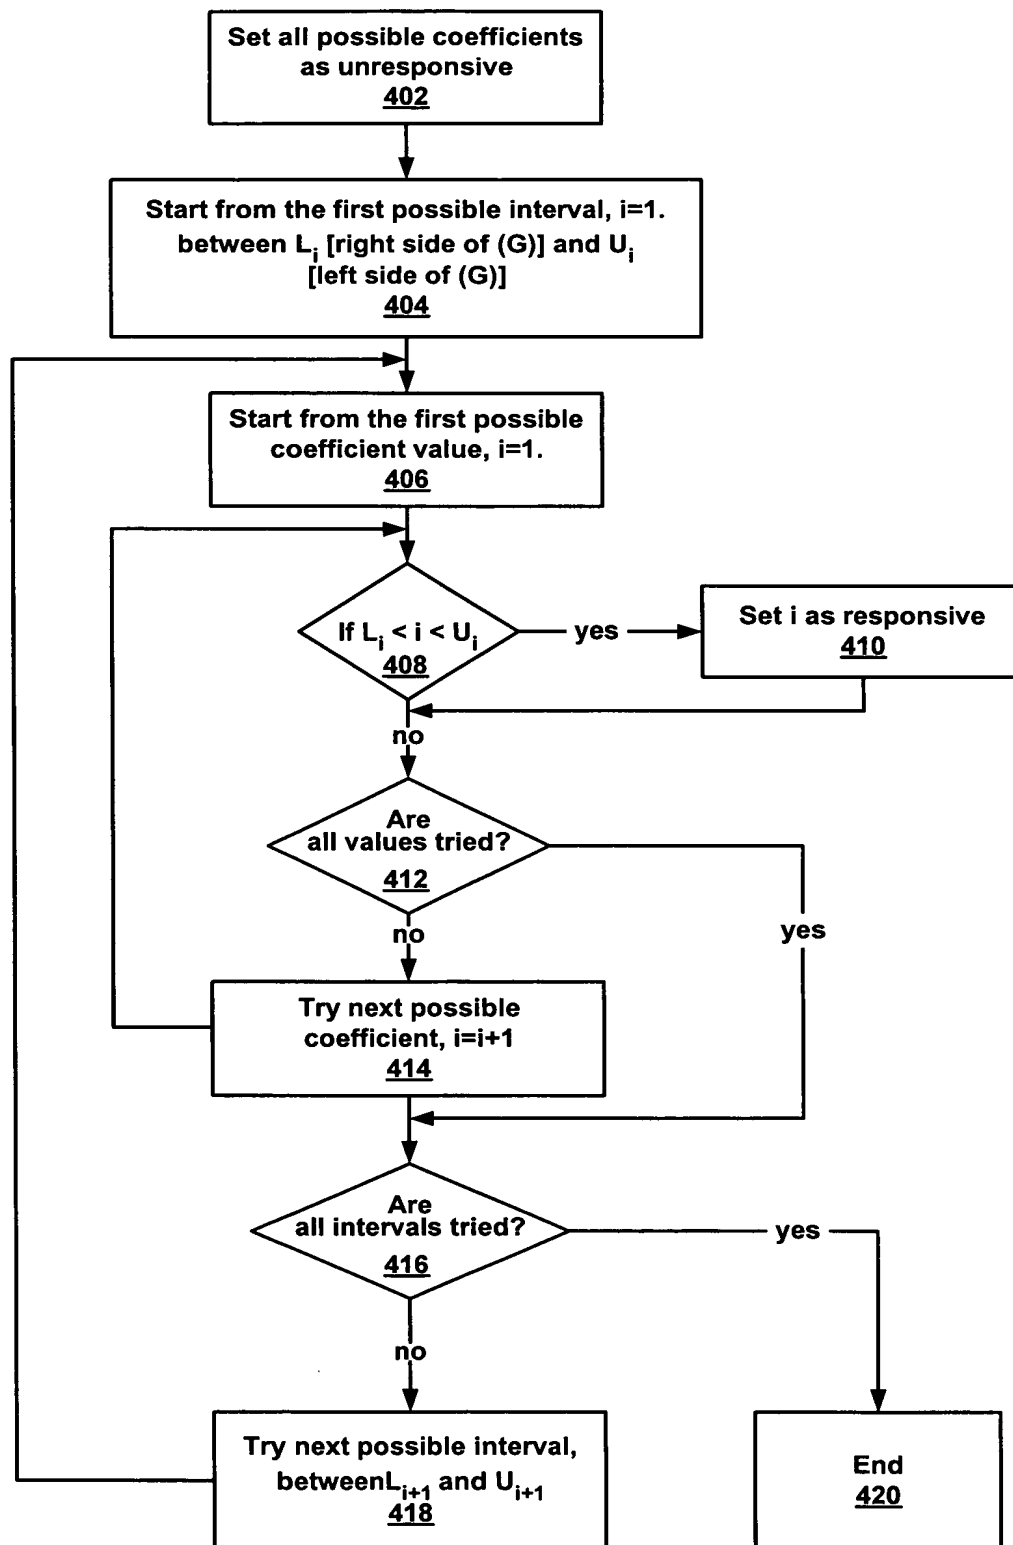 Set all possible coefficients
as unresponsive
402
Start from the first possible interval, i=1.
between Li [right side of (G)] and Ui
[left side of (G)]
404
Start from the first possible
coefficient value, i=1.
406
If Li < i < Ui
408
yes
Set i as responsive
410
no
Are
all values tried?
412
yes
no
Try next possible
coefficient, i=i+1
414
Are
all intervals tried?
416
yes
no
Try next possible interval,
betweenLi+1 and Ui+1
418
End
420